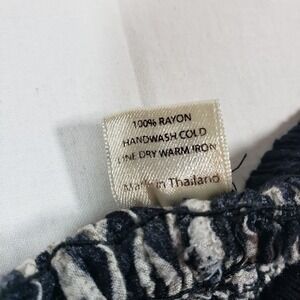 100% RAYON
HANDWASH COLD
LINE DRY WARM IRON
Made in Thailand